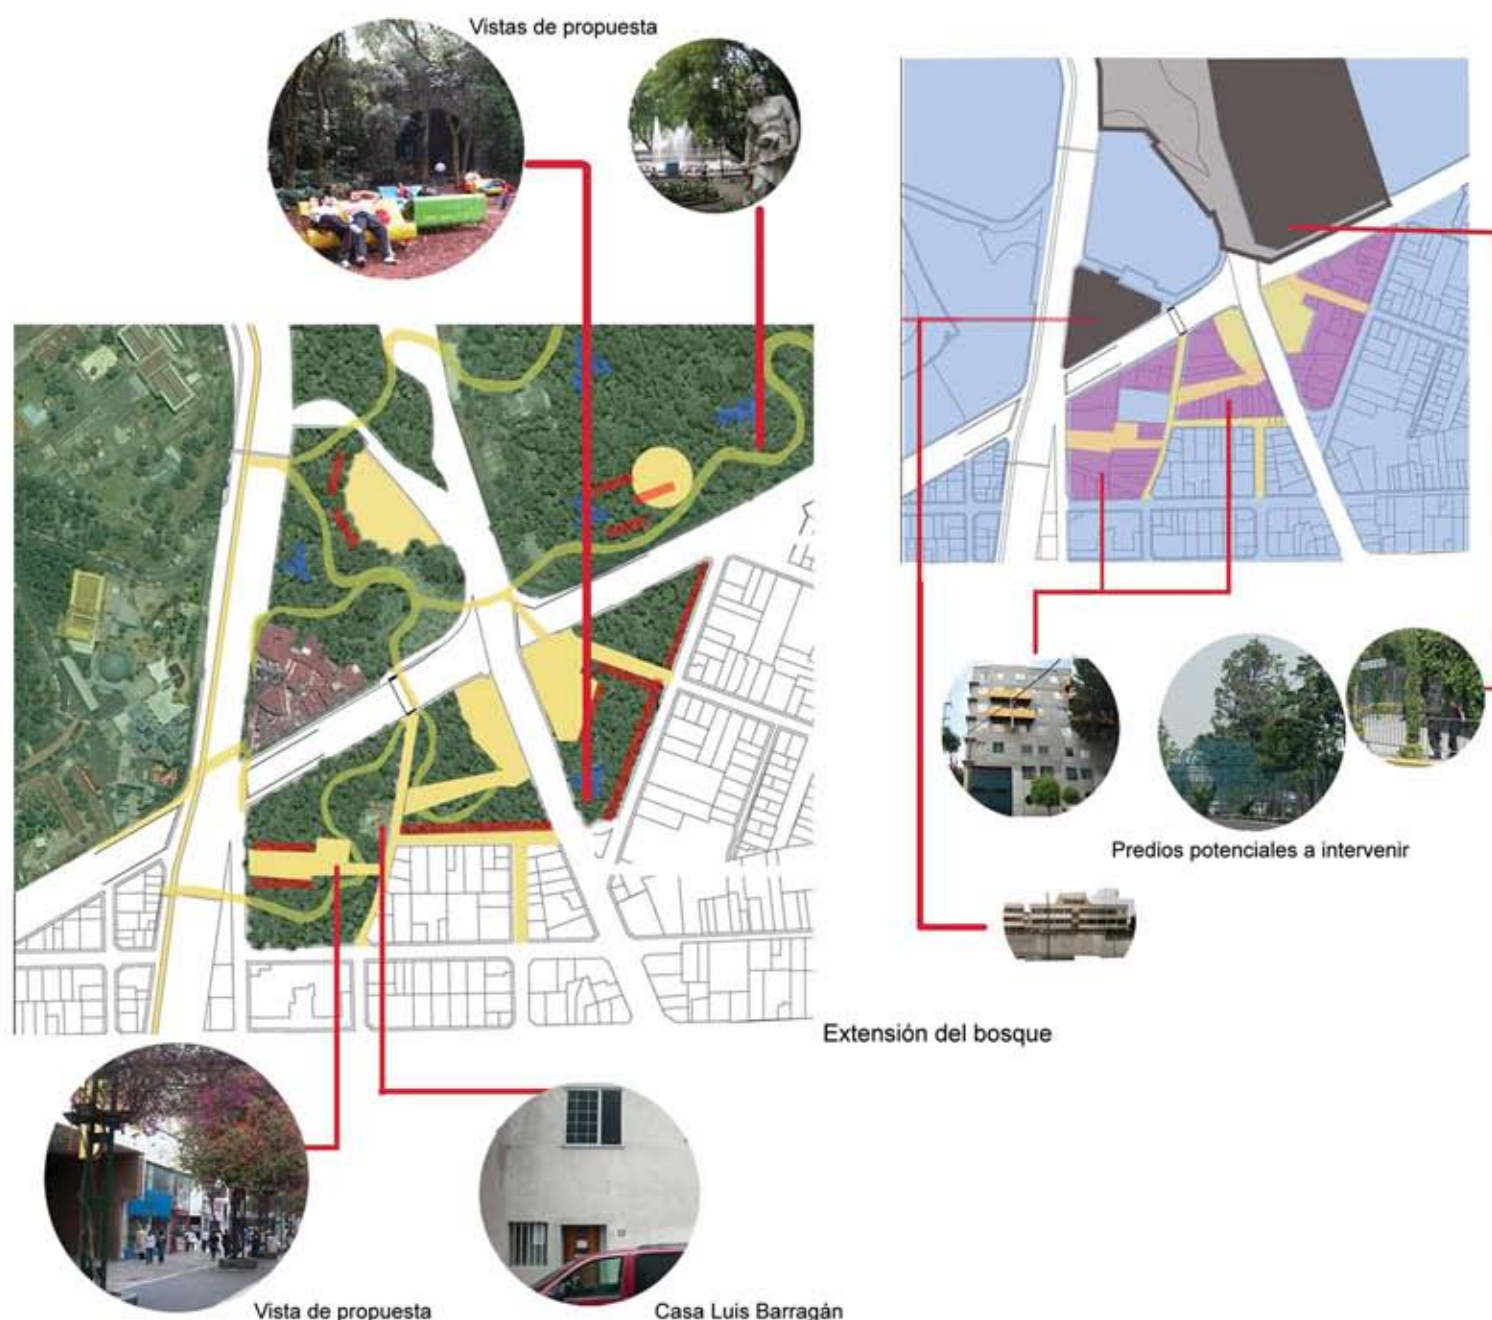 Vistas de propuesta
Predios potenciales a intervenir
Extensión del bosque
Vista de propuesta
Casa Luis Barragán